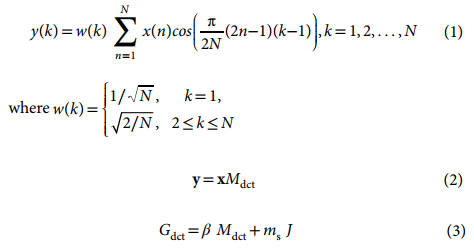 y(k)=w(k) ∑_{n=1}^{N} x(n)cos(π/2N (2n−1)(k−1)), k=1,2,…,N (1)
where w(k)={1/√N, k=1,
√2/N, 2≤k≤N
y=xM_dct (2)
G_dct=β M_dct+m_s J (3)